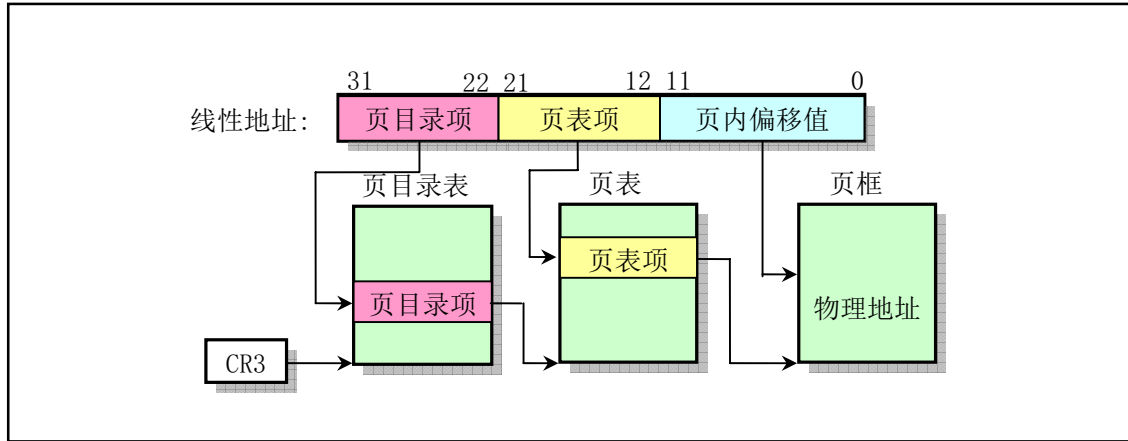 31 22 21 12 11 0
线性地址: 页目录项 页表项 页内偏移值
页目录表 页表 页框
页表项
页目录项 物理地址
CR3